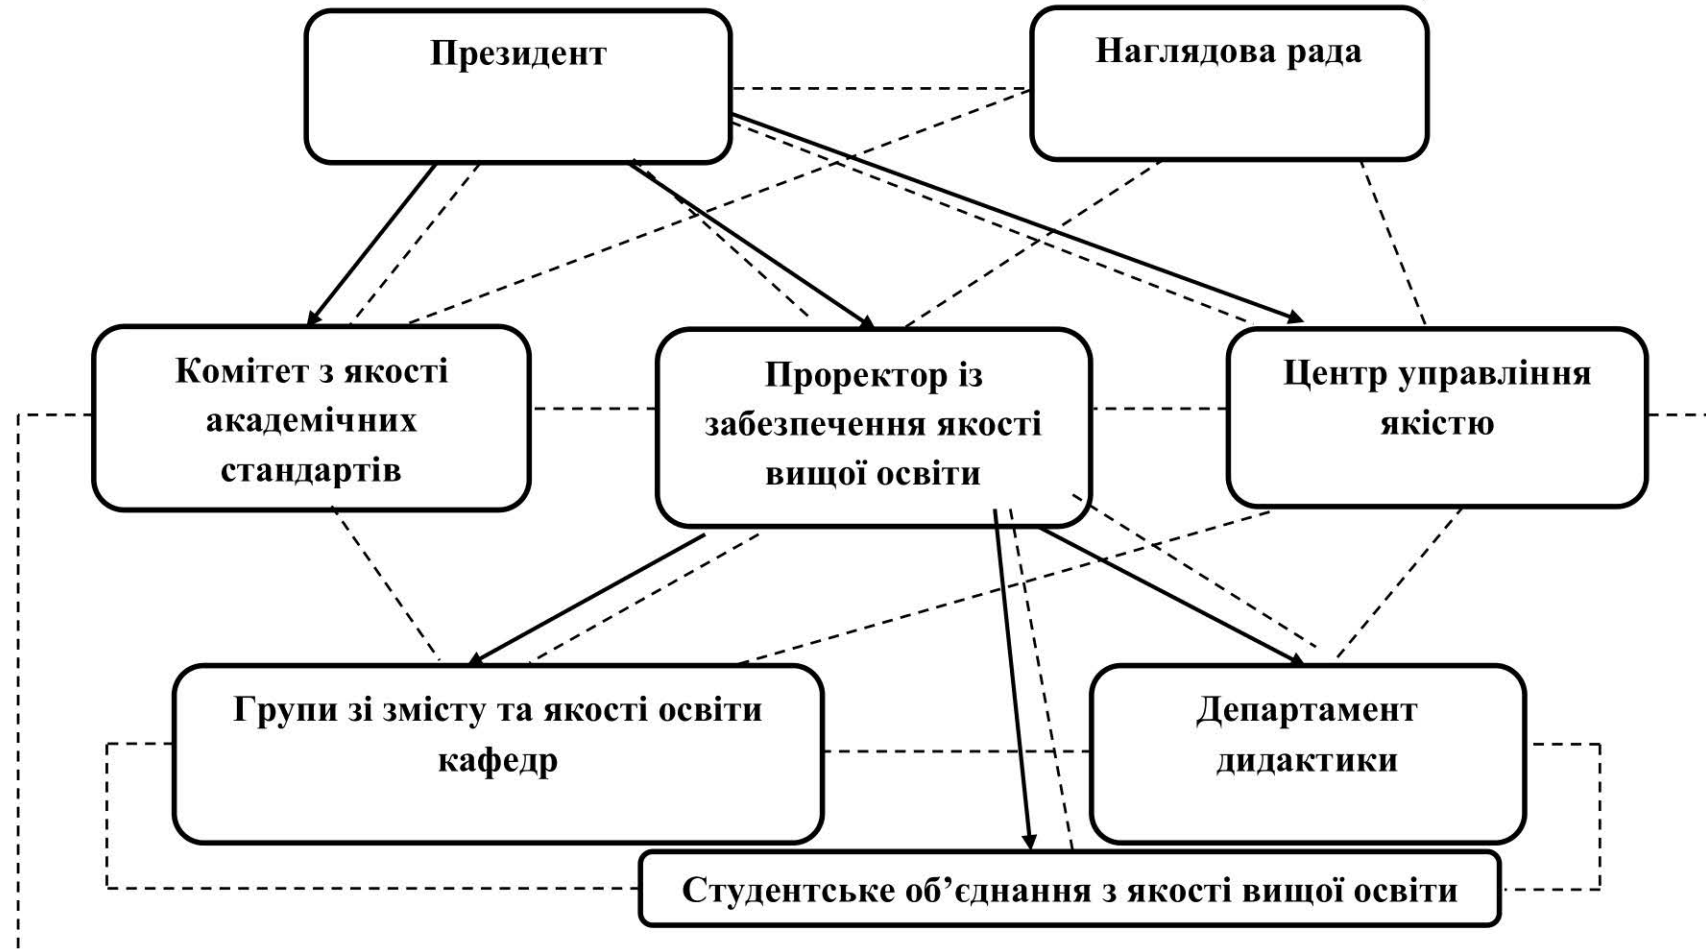 Президент
Наглядова рада
Комітет з якості
академічних
стандартів
Проректор із
забезпечення якості
вищої освіти
Центр управління
якістю
Групи зі змісту та якості освіти
кафедр
Департамент
дидактики
Студентське об’єднання з якості вищої освіти